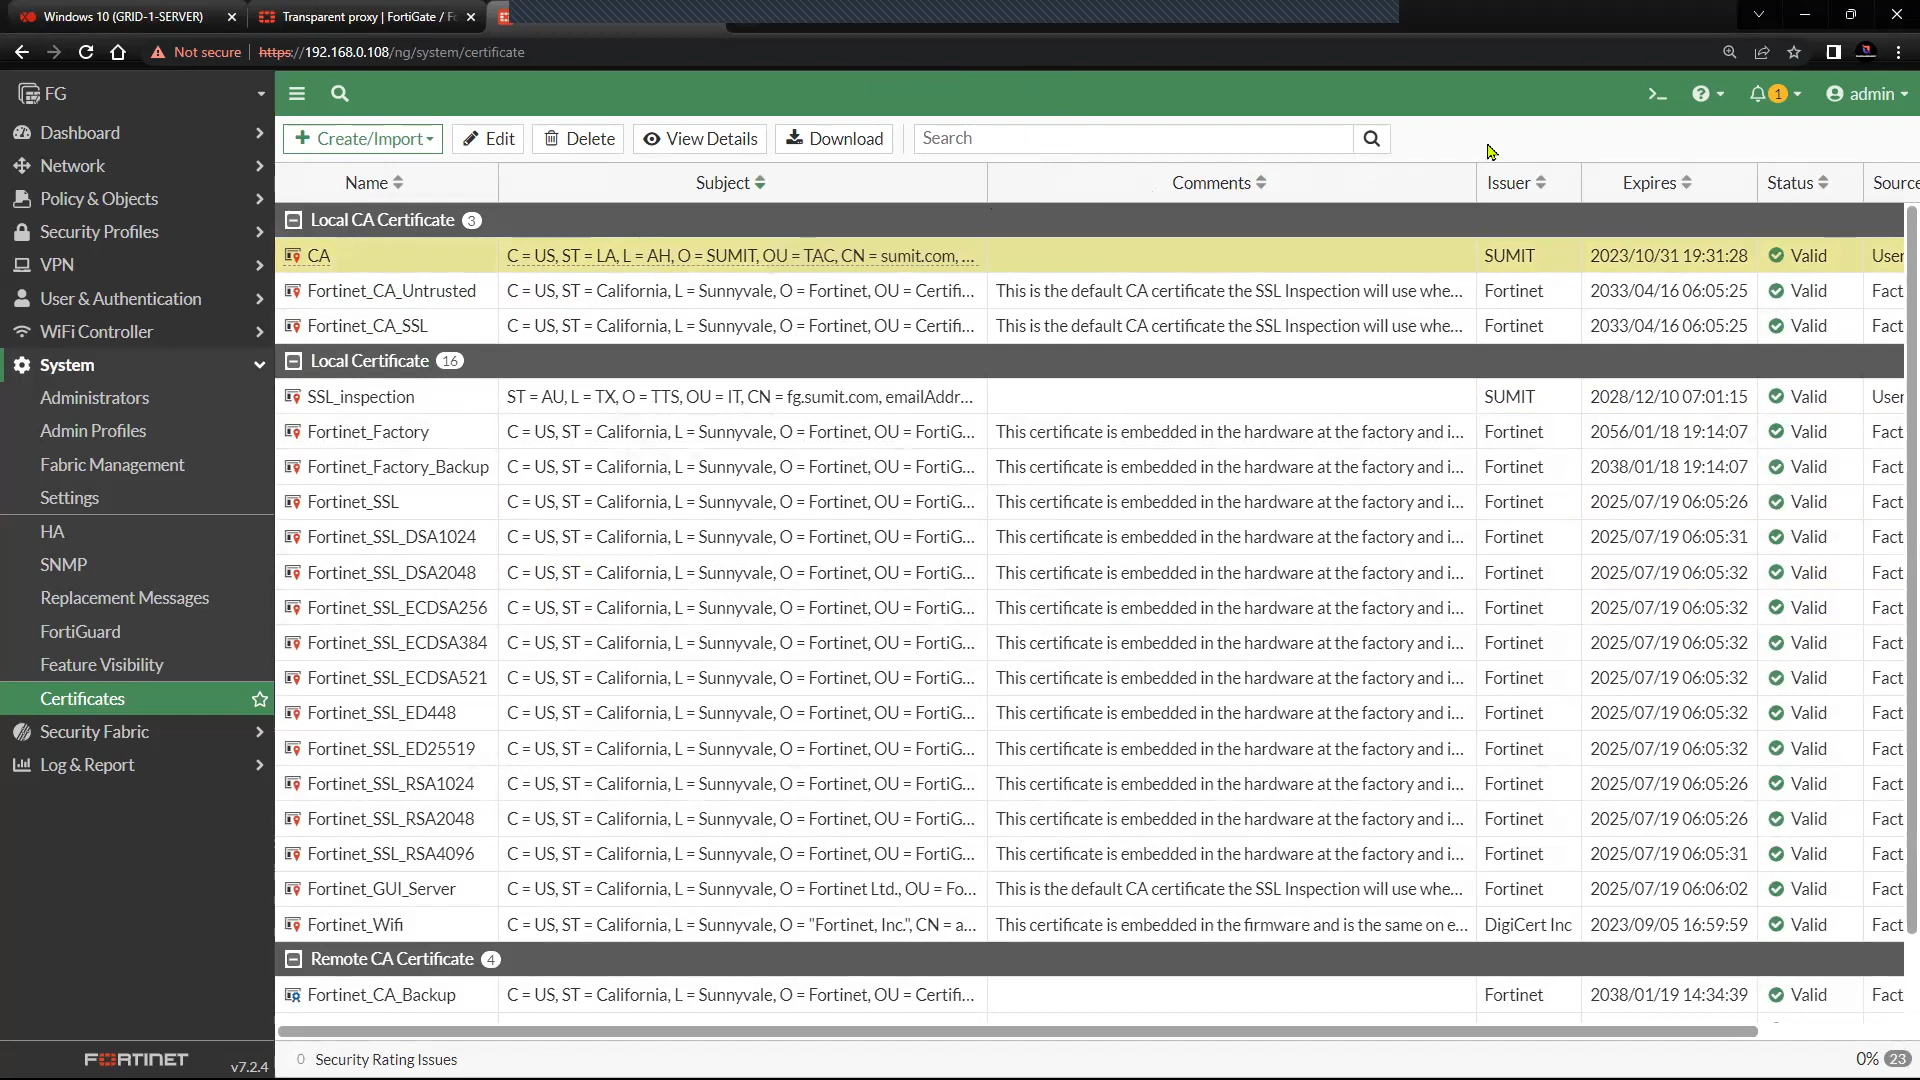 Windows 10 (GRID-1-SERVER)
Transparent proxy | FortiGate / Fo
Not secure
https://192.168.0.108/ng/system/certificate
FG
1
admin
Dashboard
Network
Policy & Objects
Security Profiles
VPN
User & Authentication
WiFi Controller
System
Administrators
Admin Profiles
Fabric Management
Settings
HA
SNMP
Replacement Messages
FortiGuard
Feature Visibility
Certificates
Security Fabric
Log & Report
FORTINET
v7.2.4
Create/Import Edit Delete View Details Download Search
Name Subject Comments Issuer Expires Status Source
Local CA Certificate 3
CA C = US, ST = LA, L = AH, O = SUMIT, OU = TAC, CN = sumit.com, ... SUMIT 2023/10/31 19:31:28 Valid User
Fortinet_CA_Untrusted C = US, ST = California, L = Sunnyvale, O = Fortinet, OU = Certifi... This is the default CA certificate the SSL Inspection will use whe... Fortinet 2033/04/16 06:05:25 Valid Fact
Fortinet_CA_SSL C = US, ST = California, L = Sunnyvale, O = Fortinet, OU = Certifi... This is the default CA certificate the SSL Inspection will use whe... Fortinet 2033/04/16 06:05:25 Valid Fact
Local Certificate 16
SSL_inspection ST = AU, L = TX, O = TTS, OU = IT, CN = fg.sumit.com, emailAddr... SUMIT 2028/12/10 07:01:15 Valid User
Fortinet_Factory C = US, ST = California, L = Sunnyvale, O = Fortinet, OU = FortiG... This certificate is embedded in the hardware at the factory and i... Fortinet 2056/01/18 19:14:07 Valid Fact
Fortinet_Factory_Backup C = US, ST = California, L = Sunnyvale, O = Fortinet, OU = FortiG... This certificate is embedded in the hardware at the factory and i... Fortinet 2038/01/18 19:14:07 Valid Fact
Fortinet_SSL C = US, ST = California, L = Sunnyvale, O = Fortinet, OU = FortiG... This certificate is embedded in the hardware at the factory and i... Fortinet 2025/07/19 06:05:26 Valid Fact
Fortinet_SSL_DSA1024 C = US, ST = California, L = Sunnyvale, O = Fortinet, OU = FortiG... This certificate is embedded in the hardware at the factory and i... Fortinet 2025/07/19 06:05:31 Valid Fact
Fortinet_SSL_DSA2048 C = US, ST = California, L = Sunnyvale, O = Fortinet, OU = FortiG... This certificate is embedded in the hardware at the factory and i... Fortinet 2025/07/19 06:05:32 Valid Fact
Fortinet_SSL_ECDSA256 C = US, ST = California, L = Sunnyvale, O = Fortinet, OU = FortiG... This certificate is embedded in the hardware at the factory and i... Fortinet 2025/07/19 06:05:32 Valid Fact
Fortinet_SSL_ECDSA384 C = US, ST = California, L = Sunnyvale, O = Fortinet, OU = FortiG... This certificate is embedded in the hardware at the factory and i... Fortinet 2025/07/19 06:05:32 Valid Fact
Fortinet_SSL_ECDSA521 C = US, ST = California, L = Sunnyvale, O = Fortinet, OU = FortiG... This certificate is embedded in the hardware at the factory and i... Fortinet 2025/07/19 06:05:32 Valid Fact
Fortinet_SSL_ED448 C = US, ST = California, L = Sunnyvale, O = Fortinet, OU = FortiG... This certificate is embedded in the hardware at the factory and i... Fortinet 2025/07/19 06:05:32 Valid Fact
Fortinet_SSL_ED25519 C = US, ST = California, L = Sunnyvale, O = Fortinet, OU = FortiG... This certificate is embedded in the hardware at the factory and i... Fortinet 2025/07/19 06:05:32 Valid Fact
Fortinet_SSL_RSA1024 C = US, ST = California, L = Sunnyvale, O = Fortinet, OU = FortiG... This certificate is embedded in the hardware at the factory and i... Fortinet 2025/07/19 06:05:26 Valid Fact
Fortinet_SSL_RSA2048 C = US, ST = California, L = Sunnyvale, O = Fortinet, OU = FortiG... This certificate is embedded in the hardware at the factory and i... Fortinet 2025/07/19 06:05:26 Valid Fact
Fortinet_SSL_RSA4096 C = US, ST = California, L = Sunnyvale, O = Fortinet, OU = FortiG... This certificate is embedded in the hardware at the factory and i... Fortinet 2025/07/19 06:05:31 Valid Fact
Fortinet_GUI_Server C = US, ST = California, L = Sunnyvale, O = Fortinet Ltd., OU = Fo... This is the default CA certificate the SSL Inspection will use whe... Fortinet 2025/07/19 06:06:02 Valid Fact
Fortinet_Wifi C = US, ST = California, L = Sunnyvale, O = "Fortinet, Inc.", CN = a... This certificate is embedded in the firmware and is the same on e... DigiCert Inc 2023/09/05 16:59:59 Valid Fact
Remote CA Certificate 4
Fortinet_CA_Backup C = US, ST = California, L = Sunnyvale, O = Fortinet, OU = Certifi... Fortinet 2038/01/19 14:34:39 Valid Fact
0 Security Rating Issues
0% 23